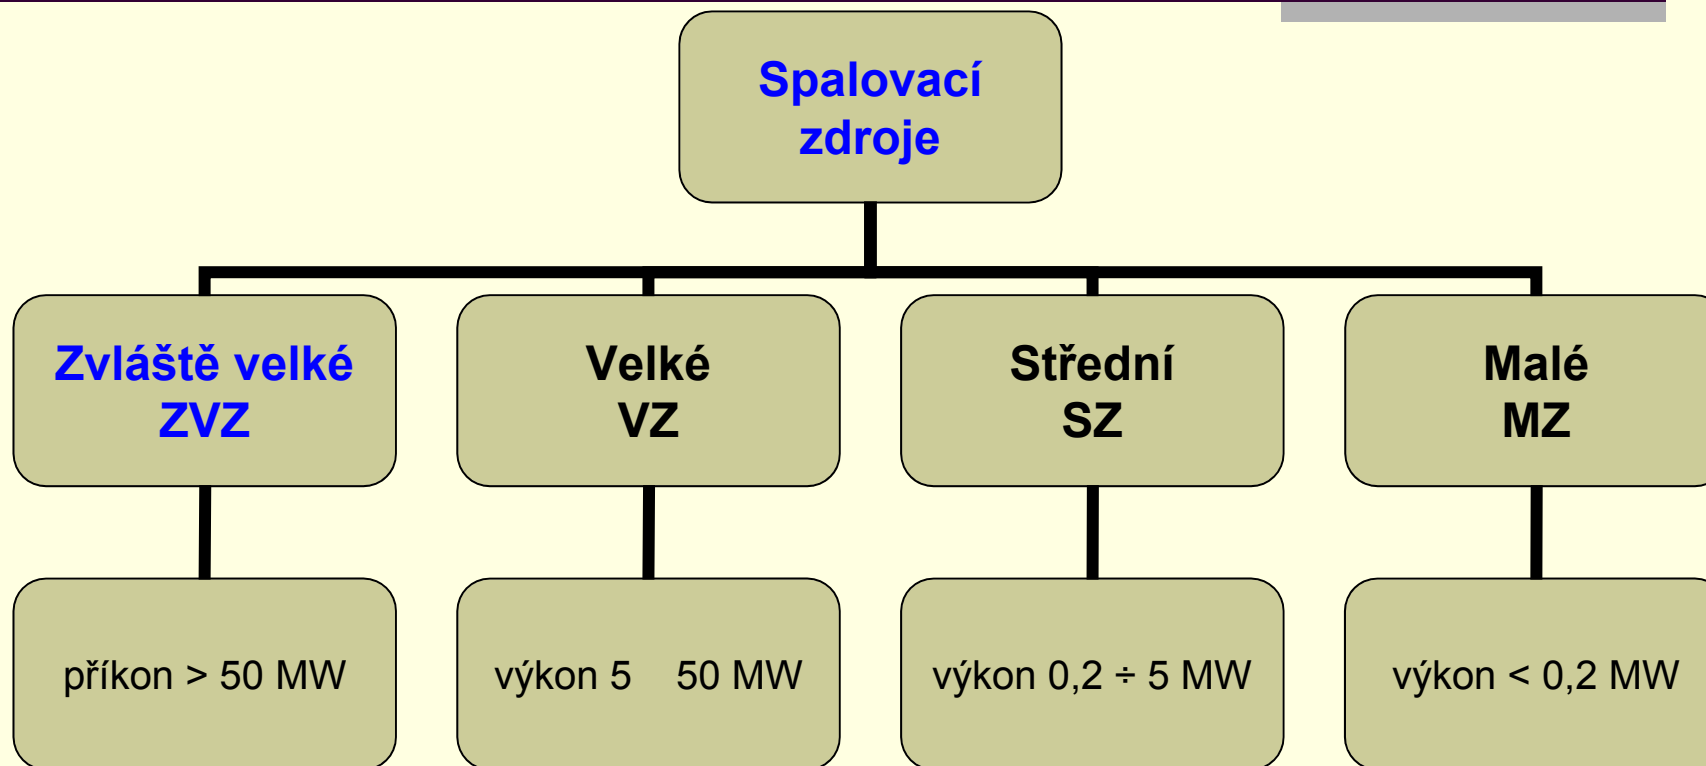 Spalovací
zdroje
Zvláště velké
ZVZ
Velké
VZ
Střední
SZ
Malé
MZ
příkon > 50 MW
výkon 5 50 MW
výkon 0,2 ÷ 5 MW
výkon < 0,2 MW